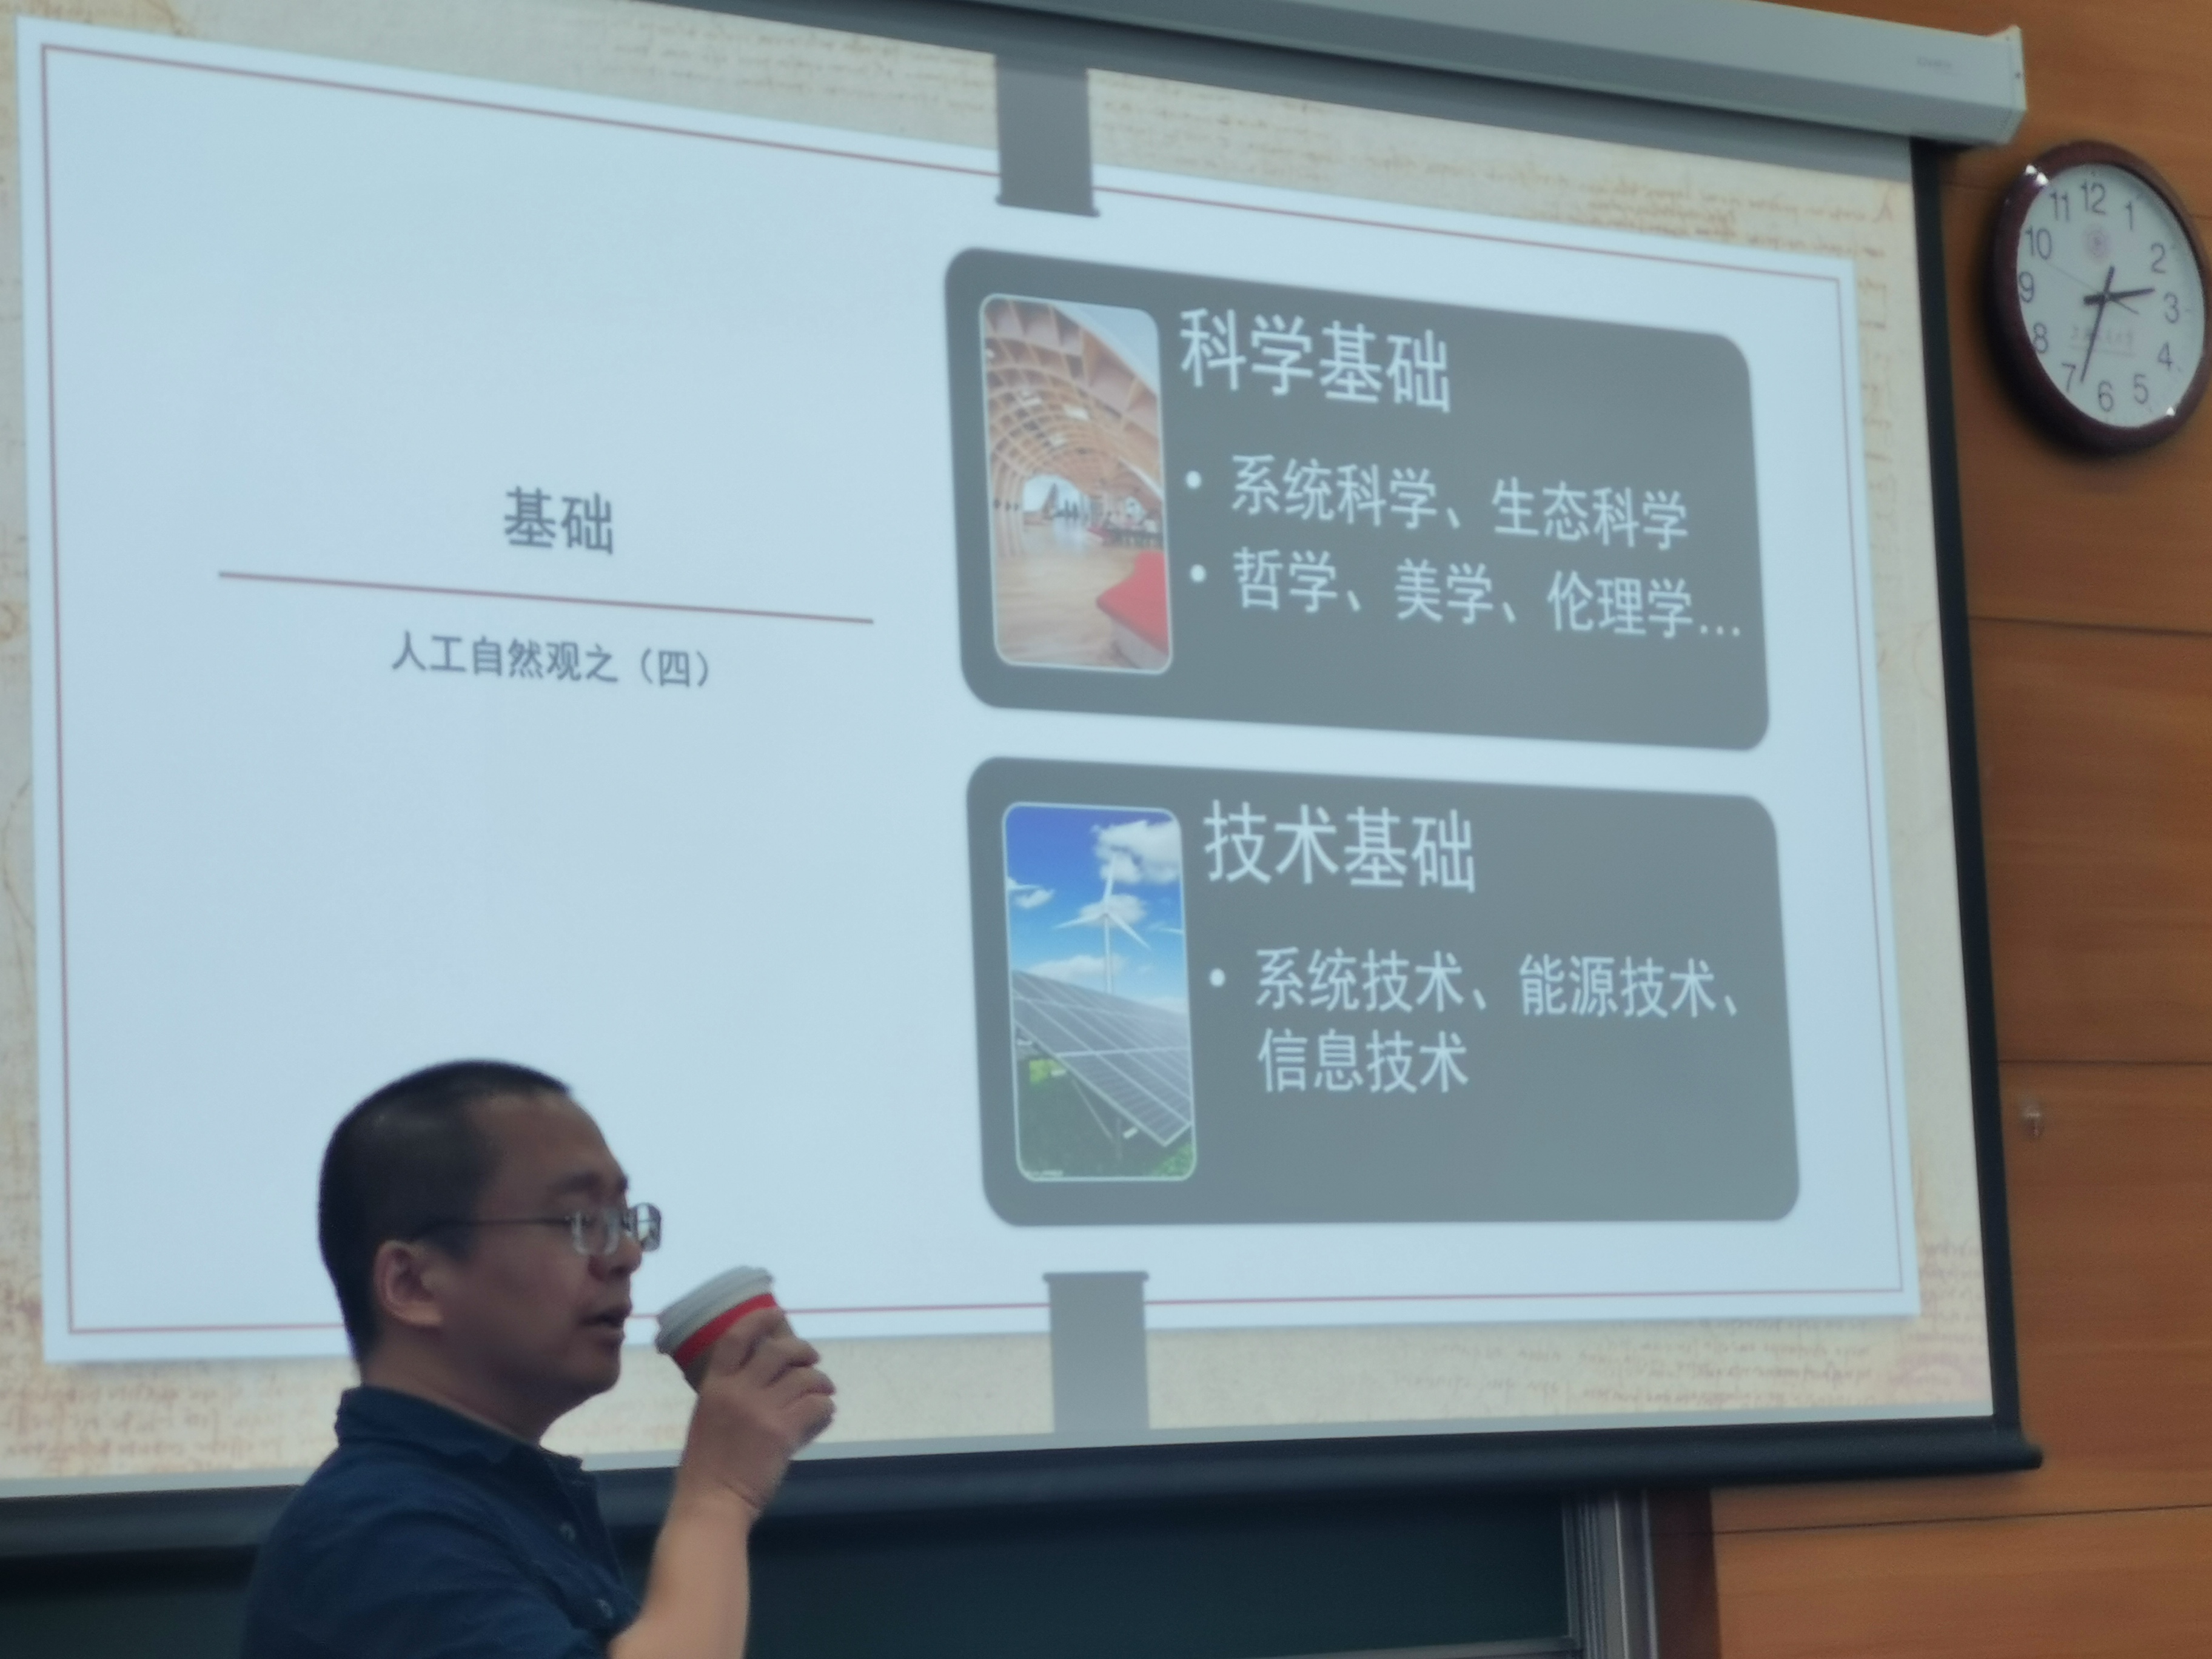 基础
人工自然观之（四）
科学基础
• 系统科学、生态科学
• 哲学、美学、伦理学...
技术基础
• 系统技术、能源技术、
信息技术
12
1
2
3
4
5
6
7
8
9
10
11